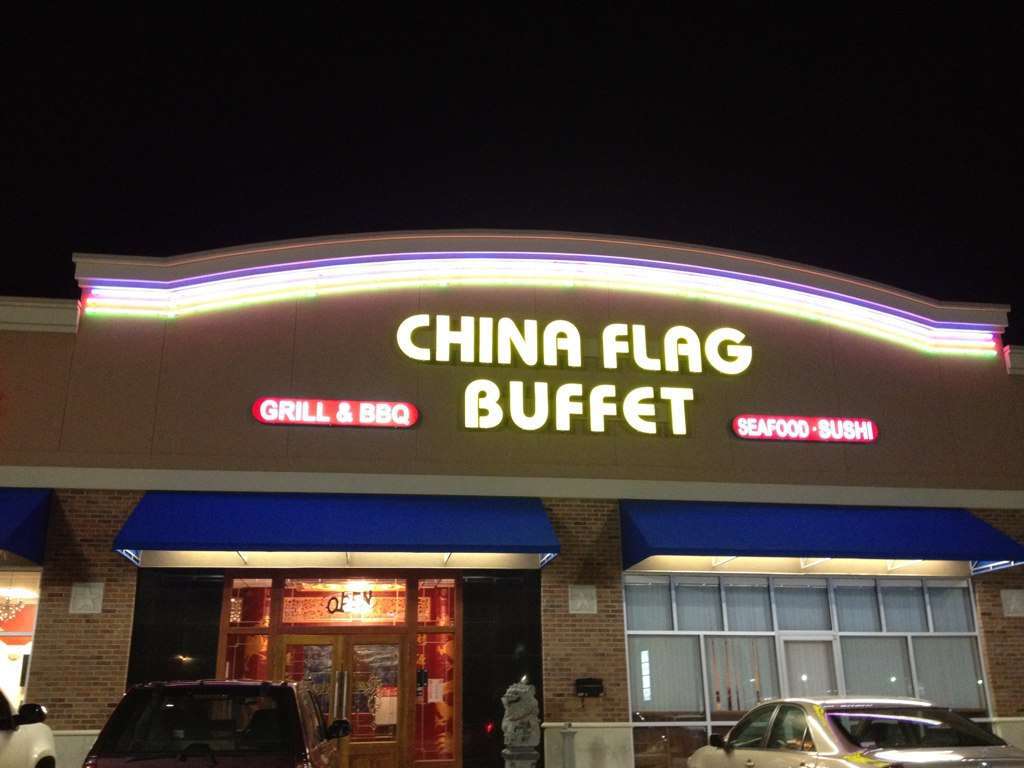 CHINA FLAG
BUFFET
GRILL & BBQ
SEAFOOD · SUSHI
OPEN